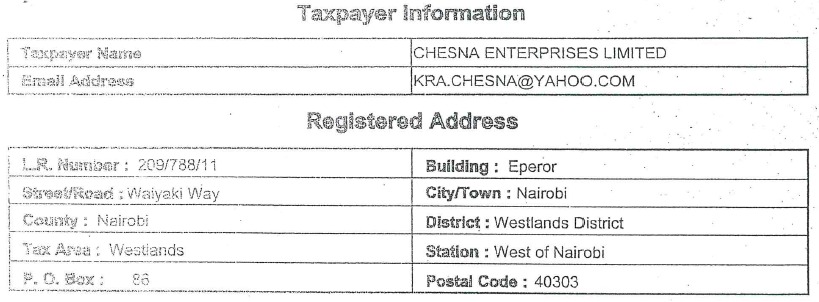 Taxpayer Information
Taxpayer Name CHESNA ENTERPRISES LIMITED
Email Address KRA.CHESNA@YAHOO.COM
Registered Address
L.R. Number : 209/788/11 Building : Eperor
Street/Road : Waiyaki Way City/Town : Nairobi
County : Nairobi District : Westlands District
Tax Area : Westlands Station : West of Nairobi
P. O. Box : 86 Postal Code : 40303